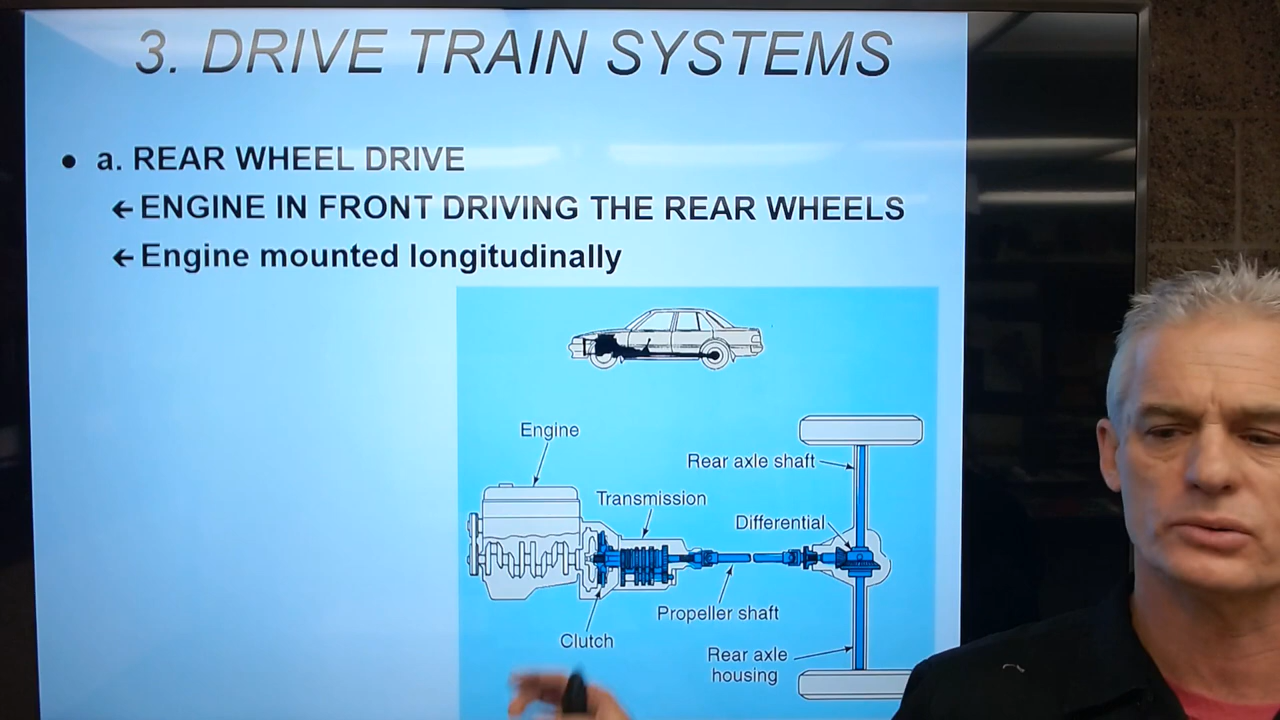 3. DRIVE TRAIN SYSTEMS
• a. REAR WHEEL DRIVE
← ENGINE IN FRONT DRIVING THE REAR WHEELS
← Engine mounted longitudinally
Engine
Rear axle shaft
Transmission
Differential
Propeller shaft
Clutch
Rear axle
housing